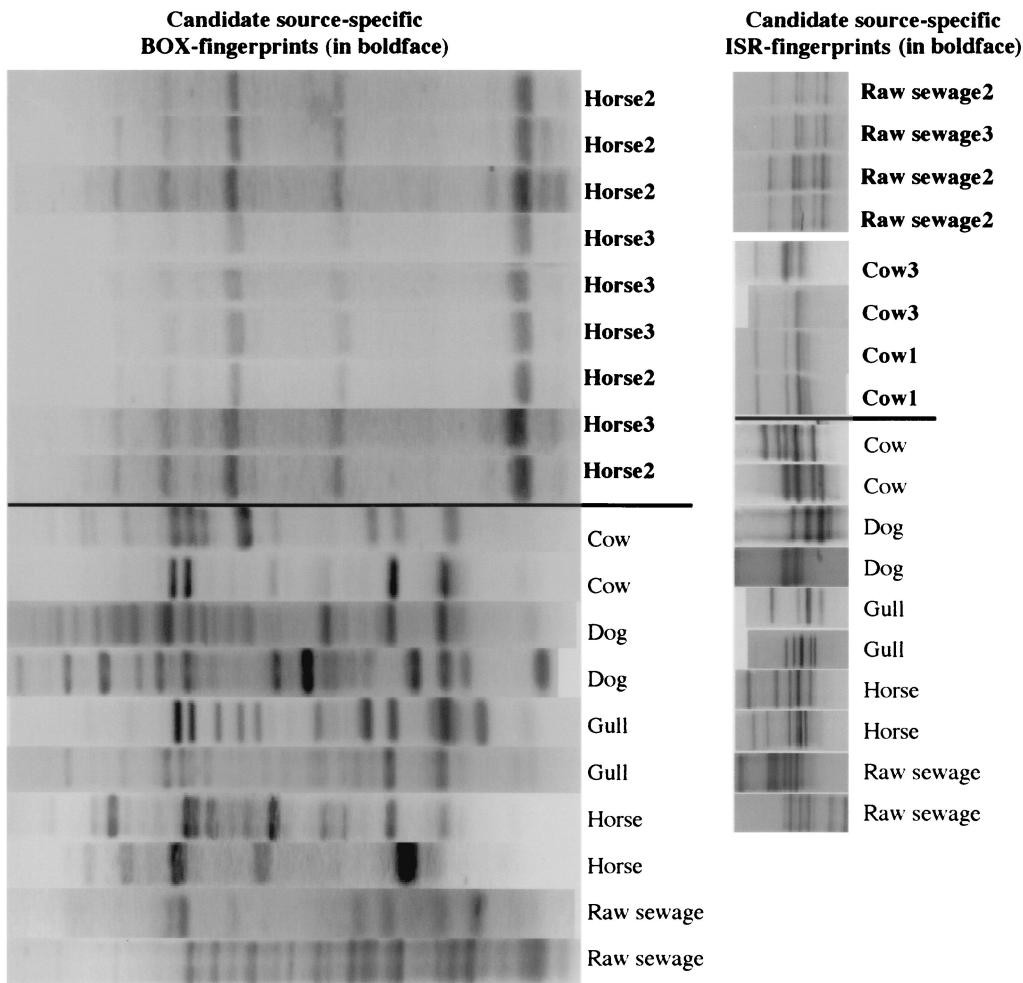 Candidate source-specific
BOX-fingerprints (in boldface)
Horse2
Horse2
Horse2
Horse3
Horse3
Horse3
Horse2
Horse3
Horse2
Cow
Cow
Dog
Dog
Gull
Gull
Horse
Horse
Raw sewage
Raw sewage
Candidate source-specific
ISR-fingerprints (in boldface)
Raw sewage2
Raw sewage3
Raw sewage2
Raw sewage2
Cow3
Cow3
Cow1
Cow1
Cow
Cow
Dog
Dog
Gull
Gull
Horse
Horse
Raw sewage
Raw sewage